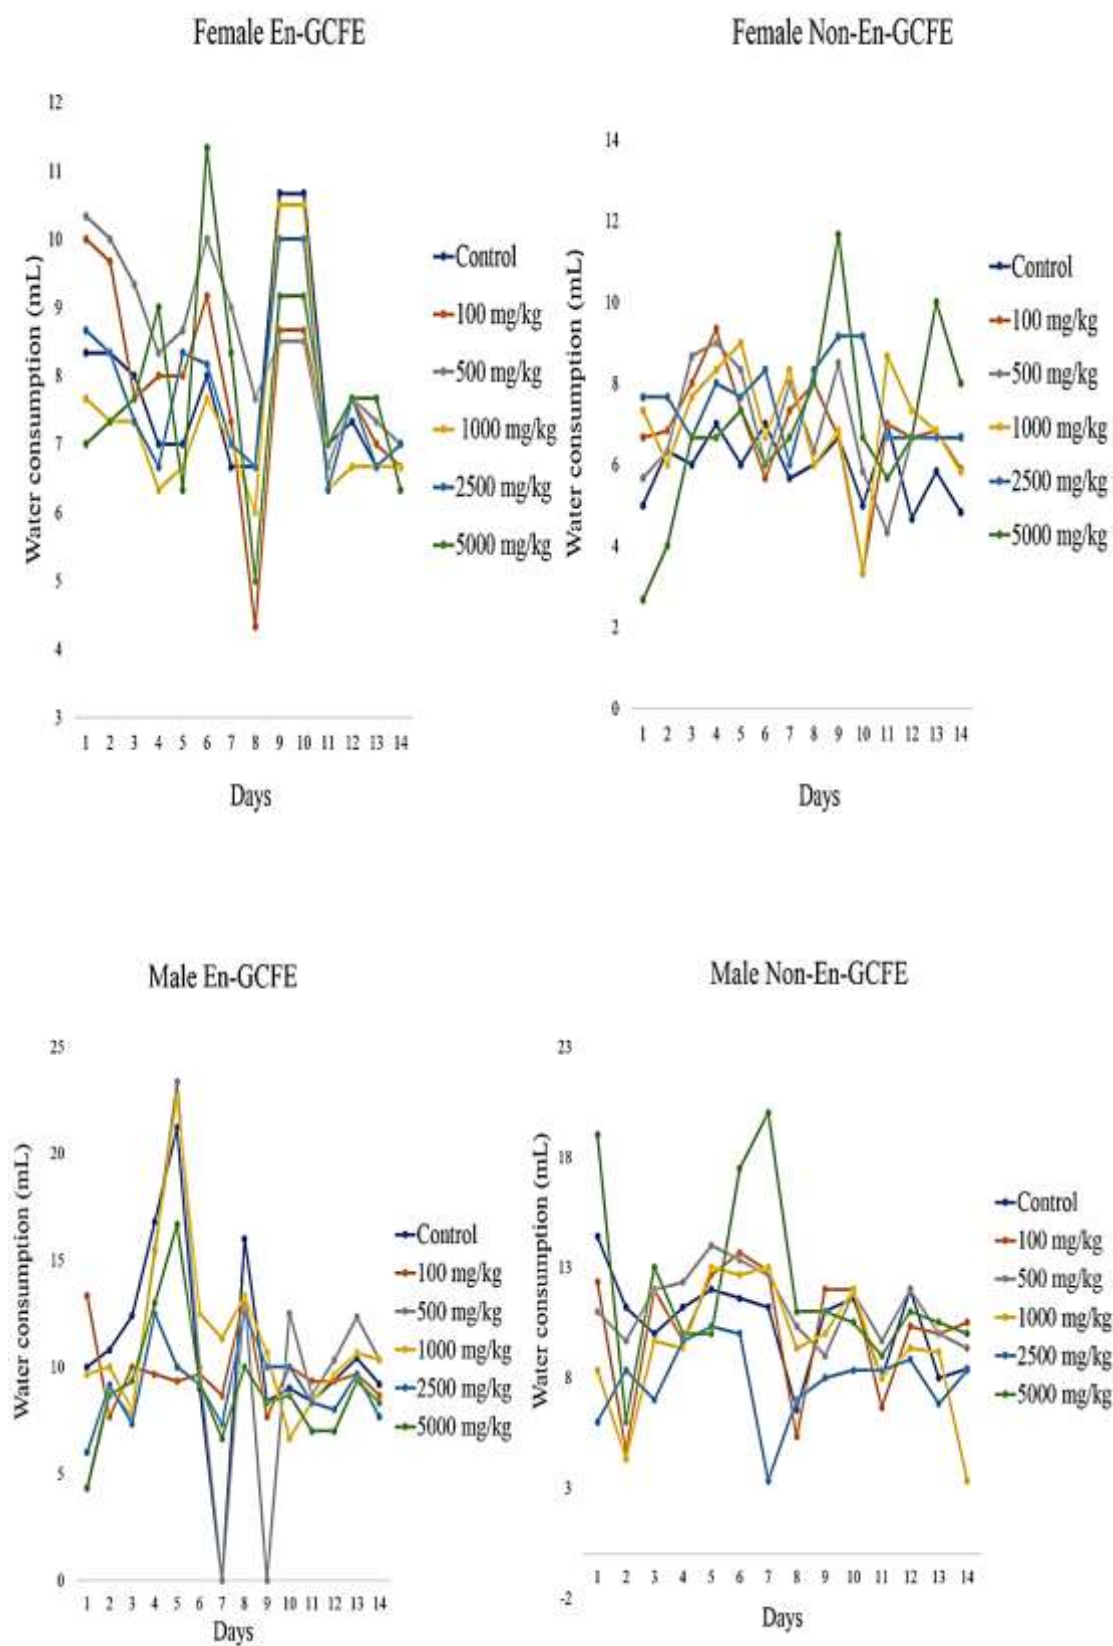 Female En-GCFE
Water consumption (mL)
12
11
10
9
8
7
6
5
4
3
1 2 3 4 5 6 7 8 9 10 11 12 13 14
Days
Control
100 mg/kg
500 mg/kg
1000 mg/kg
2500 mg/kg
5000 mg/kg
Female Non-En-GCFE
Water consumption (mL)
14
12
10
8
6
4
2
0
1 2 3 4 5 6 7 8 9 10 11 12 13 14
Days
Control
100 mg/kg
500 mg/kg
1000 mg/kg
2500 mg/kg
5000 mg/kg
Male En-GCFE
Water consumption (mL)
25
20
15
10
5
0
1 2 3 4 5 6 7 8 9 10 11 12 13 14
Days
Control
100 mg/kg
500 mg/kg
1000 mg/kg
2500 mg/kg
5000 mg/kg
Male Non-En-GCFE
Water consumption (mL)
23
18
13
8
3
-2
1 2 3 4 5 6 7 8 9 10 11 12 13 14
Days
Control
100 mg/kg
500 mg/kg
1000 mg/kg
2500 mg/kg
5000 mg/kg